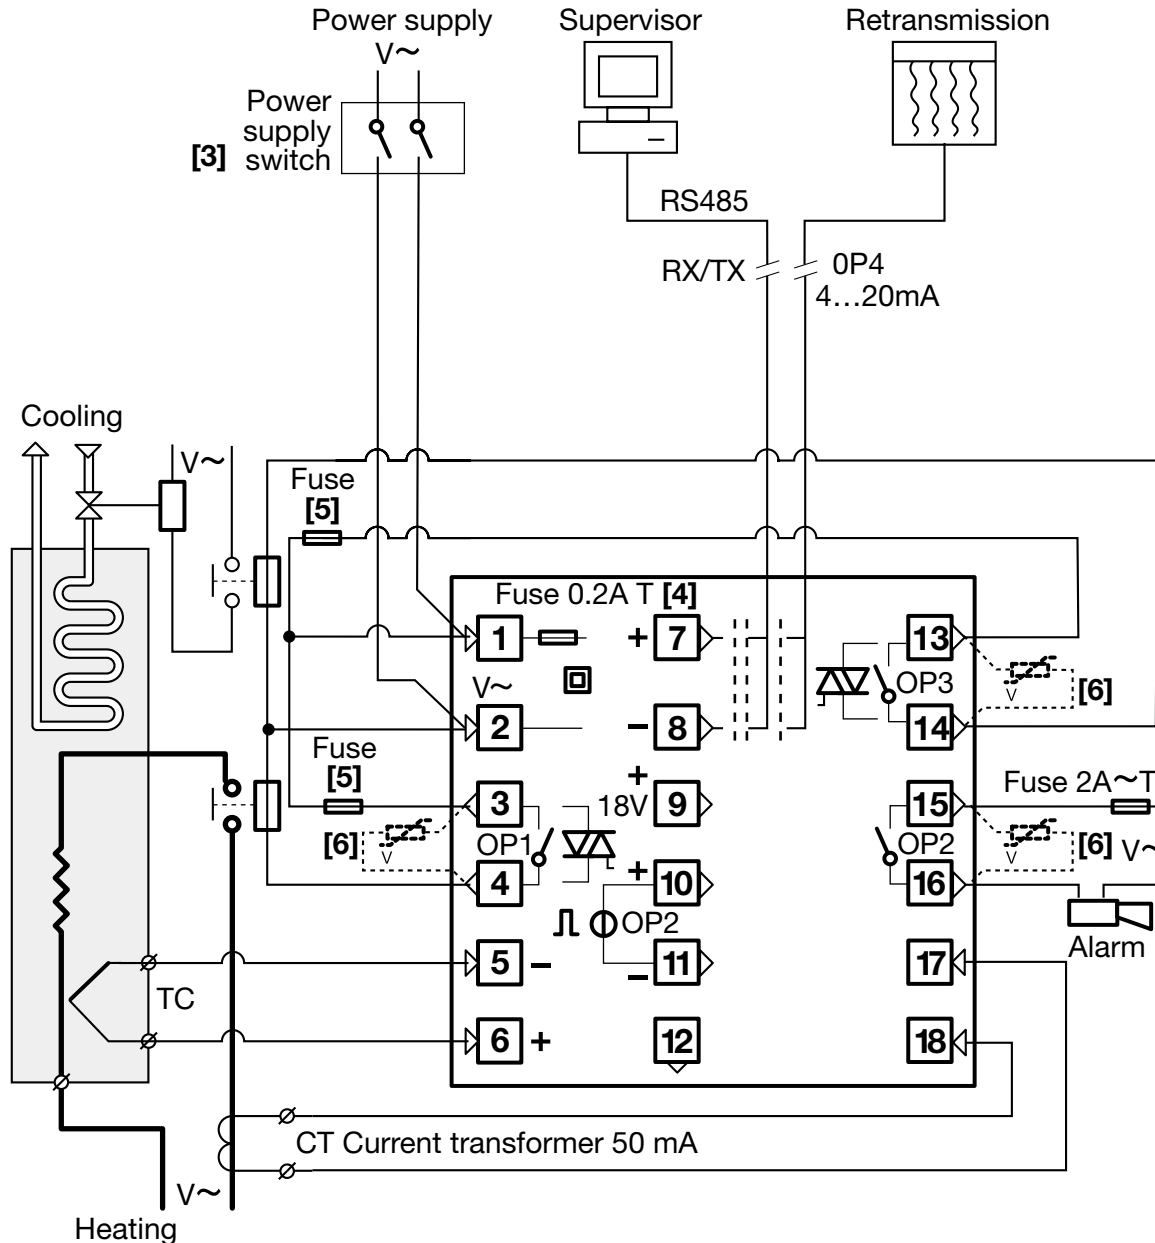 Power supply
V~
Supervisor
Retransmission
Power
supply
[3] switch
RS485
RX/TX
0P4
4...20mA
Cooling
V~
Fuse
[5]
Fuse 0.2A T [4]
1
+ 7
13
V~
OP3
[6]
V
2
- 8
14
Fuse
[5]
+
Fuse 2A~T
3
18V 9
15
[6]
V
OP1
OP2
V
[6] V~
4
+ 10
16
OP2
Alarm
5 -
- 11
17
TC
6 +
12
18
CT Current transformer 50 mA
V~
Heating